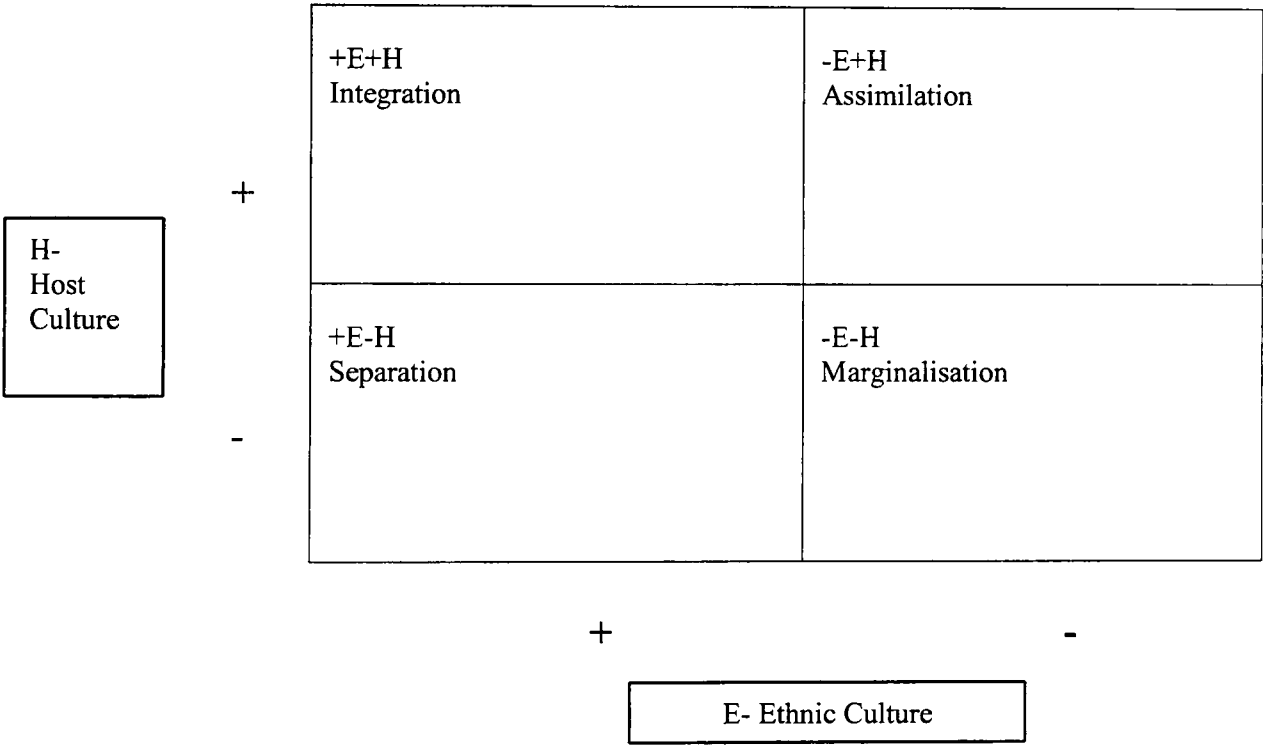 +E+H
Integration
-E+H
Assimilation
+
H-
Host
Culture
+E-H
Separation
-E-H
Marginalisation
-
+ -
E- Ethnic Culture